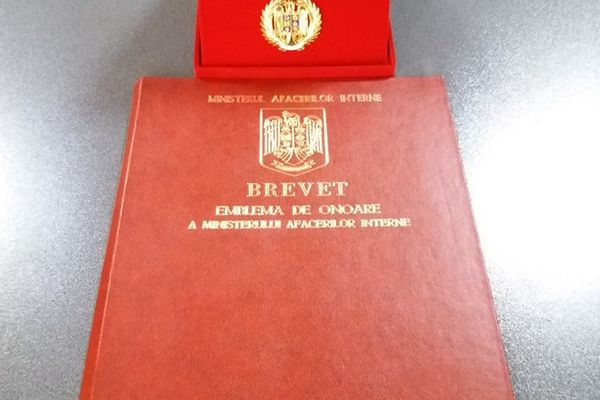 MINISTERUL AFACERILOR INTERNE
BREVET
EMBLEMA DE ONOARE
A MINISTERULUI AFACERILOR INTERNE